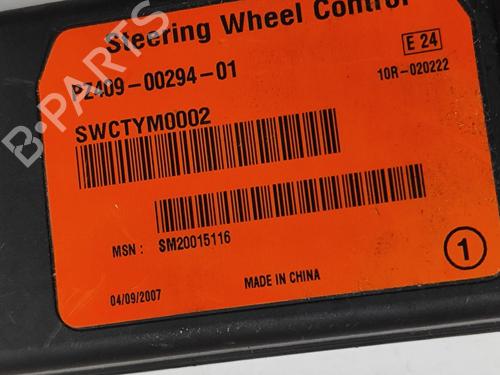 Steering Wheel Control
E 24
PZ409-00294-01
10R-020222
SWCTYM0002
MSN : SM20015116
1
MADE IN CHINA
04/09/2007
B-PARTS